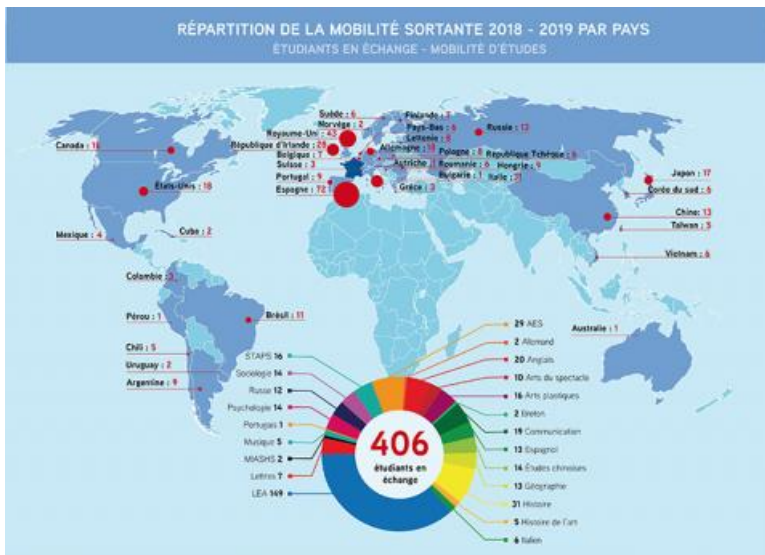 RÉPARTITION DE LA MOBILITÉ SORTANTE 2018 - 2019 PAR PAYS
ÉTUDIANTS EN ÉCHANGE - MOBILITÉ D'ÉTUDES
Suède : 6
Norvège : 2
Royaume-Uni : 43
République d'Irlande : 28
Belgique : 7
Suisse : 3
Portugal : 9
Espagne : 72
Finlande :
Pays-Bas : 6
Lettonie :
Allemagne :
Autriche :
Pologne :
Roumanie : 6
Bulgarie : 1
Grèce : 3
République Tchèque :
Hongrie :
Italie :
Russie : 13
Canada :
États-Unis : 18
Mexique : 4
Cuba : 2
Colombie :
Pérou : 1
Brésil : 11
Chili : 5
Uruguay : 2
Argentine : 9
Japon : 17
Corée du sud : 6
Chine : 13
Taïwan : 5
Vietnam : 6
Australie : 1
STAPS 16
Sociologie 14
Russe 12
Psychologie 14
Portugais 1
Musique 5
MIASHS 2
Lettres 7
LEA 149
406
étudiants en
échange
29 AES
2 Allemand
20 Anglais
10 Arts du spectacle
16 Arts plastiques
2 Breton
19 Communication
13 Espagnol
14 Études chinoises
13 Géographie
31 Histoire
5 Histoire de l'art
6 Italien